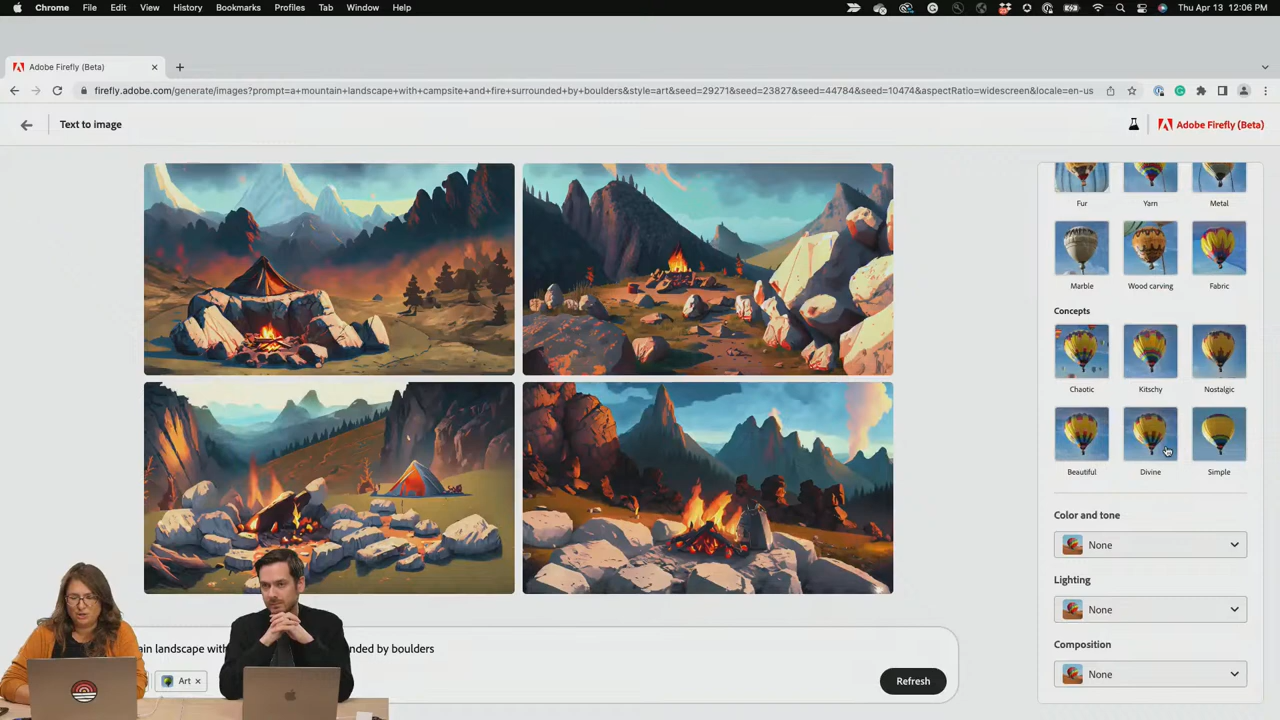 Chrome File Edit View History Bookmarks Profiles Tab Window Help Thu Apr 13 12:06 PM
Adobe Firefly (Beta)
firefly.adobe.com/generate/images?prompt=a+mountain+landscape+with+campsite+and+fire+surrounded+by+boulders&style=art&seed=29271&seed=23827&seed=44784&seed=10474&aspectRatio=widescreen&locale=en-us
Text to image
Adobe Firefly (Beta)
Fur Yarn Metal
Marble Wood carving Fabric
Concepts
Chaotic Kitschy Nostalgic
Beautiful Divine Simple
Color and tone
None
Lighting
None
Composition
None
ain landscape with nded by boulders
Art
Refresh